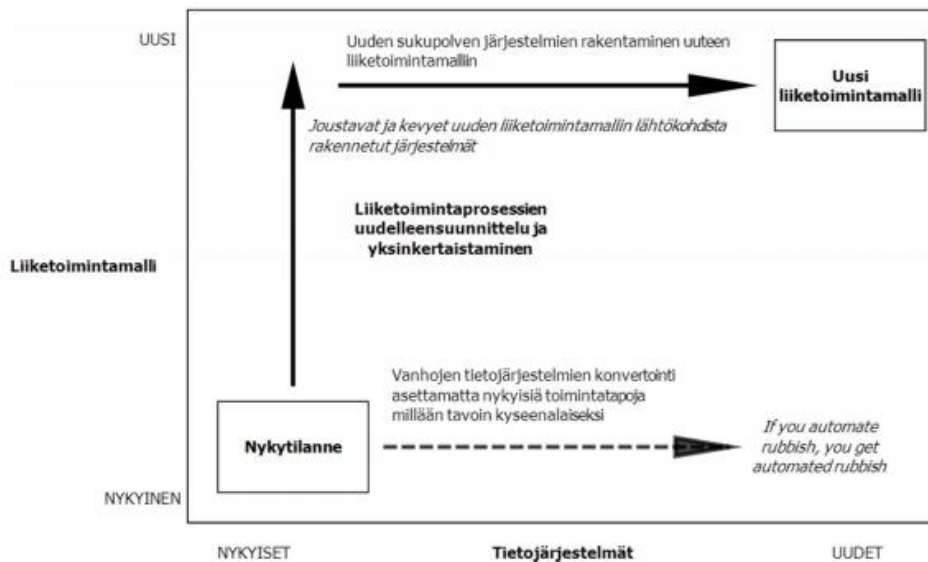 UUSI
Uuden sukupolven järjestelmien rakentaminen uuteen
liiketoimintamalliin
Uusi
liiketoimintamalli
Joustavat ja kevyet uuden liiketoimintamallin lähtökohdista
rakennetut järjestelmät
Liiketoimintaprosessien
uudelleensuunnittelu ja
yksinkertaistaminen
Liiketoimintamalli
Vanhojen tietojärjestelmien konvertointi
asettamatta nykyisiä toimintatapoja
millään tavoin kyseenalaiseksi
Nykytilanne
If you automate
rubbish, you get
automated rubbish
NYKYINEN
NYKYISET
Tietojärjestelmät
UUDET